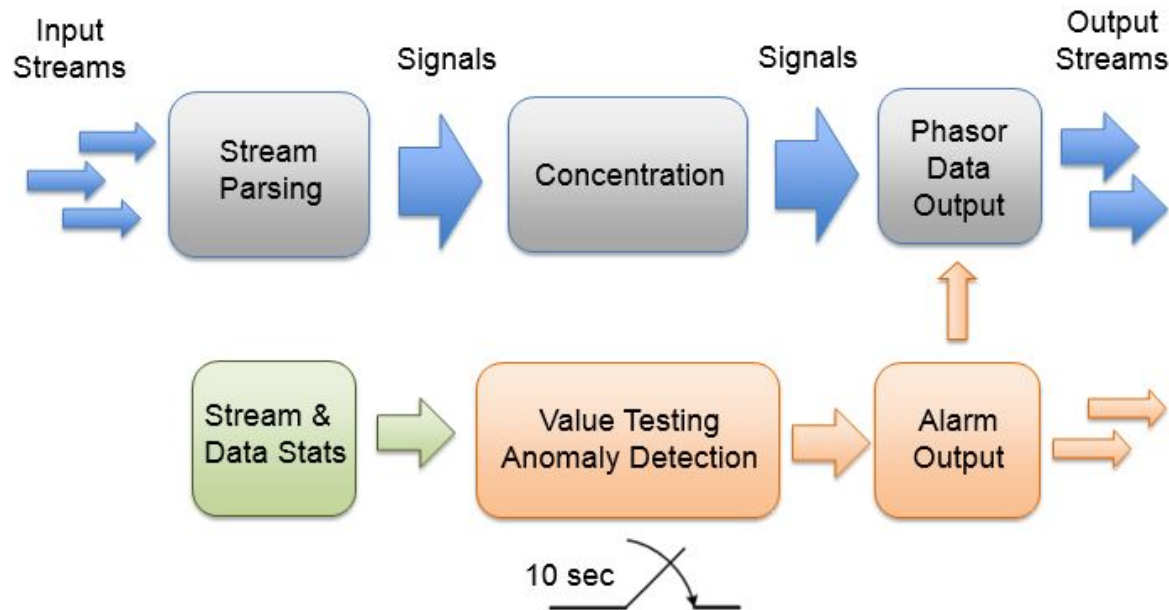 Input
Streams
Signals
Signals
Output
Streams
Stream
Parsing
Concentration
Phasor
Data
Output
Stream &
Data Stats
Value Testing
Anomaly Detection
Alarm
Output
10 sec